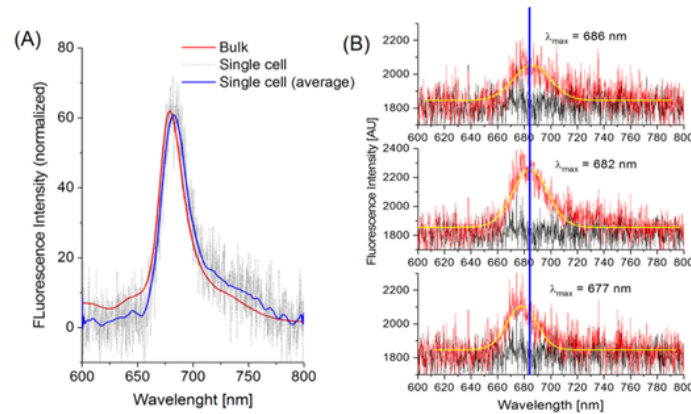 (A)
FLuorescence Intensity (normalized)
80
60
40
20
0
Bulk
Single cell
Single cell (average)
600 650 700 750 800
Wavelenght [nm]
(B)
Fluorescence Intensity [AU]
λmax = 686 nm
2200
2000
1800
600 620 640 660 680 700 720 740 760 780 800
2400
λmax = 682 nm
2200
2000
1800
600 620 640 660 680 700 720 740 760 780 800
λmax = 677 nm
2200
2000
1800
600 620 640 660 680 700 720 740 760 780 800
Wavelength [nm]